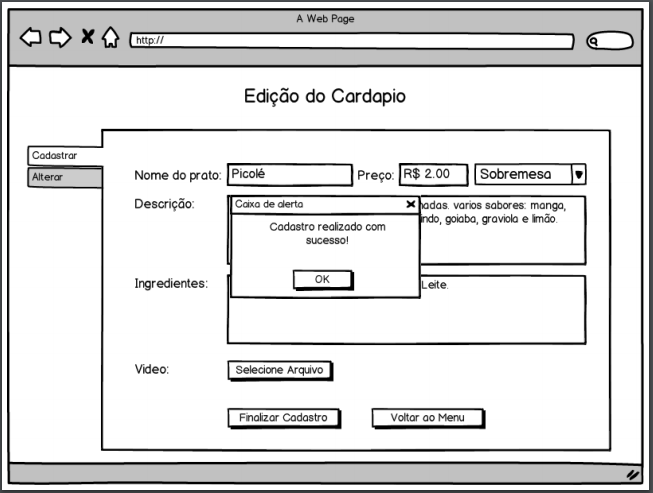 A Web Page
http://
Edição do Cardapio
Cadastrar
Alterar
Nome do prato: Picolé Preço: R$ 2.00 Sobremesa
Descrição:
nadas. varios sabores: manga,
indo, goiaba, graviola e limão.
Caixa de alerta
Cadastro realizado com
sucesso!
OK
Ingredientes:
Leite.
Video: Selecione Arquivo
Finalizar Cadastro Voltar ao Menu